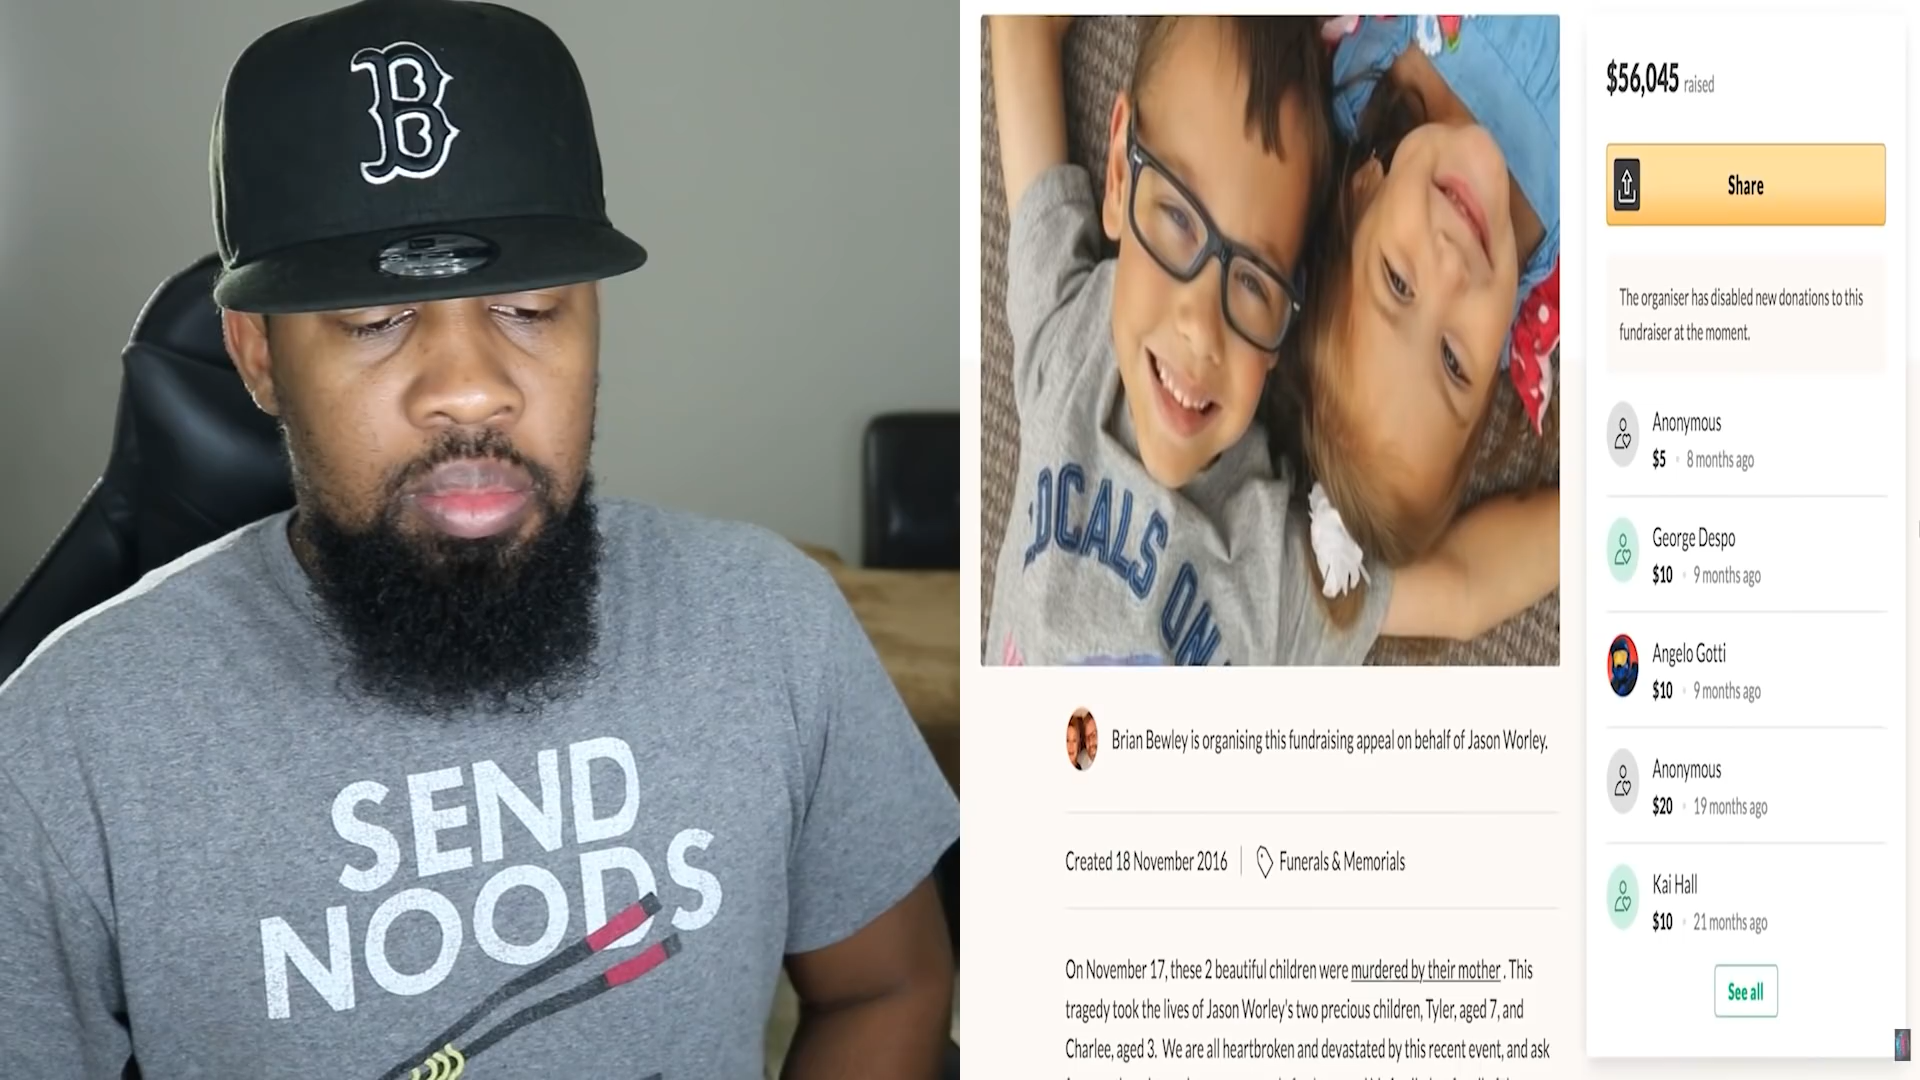 B
SEND
NOODS
OCALS ON
$56,045 raised
Share
The organiser has disabled new donations to this
fundraiser at the moment.
Anonymous
$5 • 8 months ago
George Despo
$10 • 9 months ago
Angelo Gotti
$10 • 9 months ago
Anonymous
$20 • 19 months ago
Kai Hall
$10 • 21 months ago
See all
Brian Bewley is organising this fundraising appeal on behalf of Jason Worley.
Created 18 November 2016
Funerals & Memorials
On November 17, these 2 beautiful children were murdered by their mother . This
tragedy took the lives of Jason Worley's two precious children, Tyler, aged 7, and
Charlee, aged 3. We are all heartbroken and devastated by this recent event, and ask